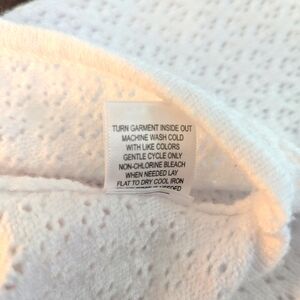 TURN GARMENT INSIDE OUT
MACHINE WASH COLD
WITH LIKE COLORS
GENTLE CYCLE ONLY
NON-CHLORINE BLEACH
WHEN NEEDED LAY
FLAT TO DRY COOL IRON
NEEDED